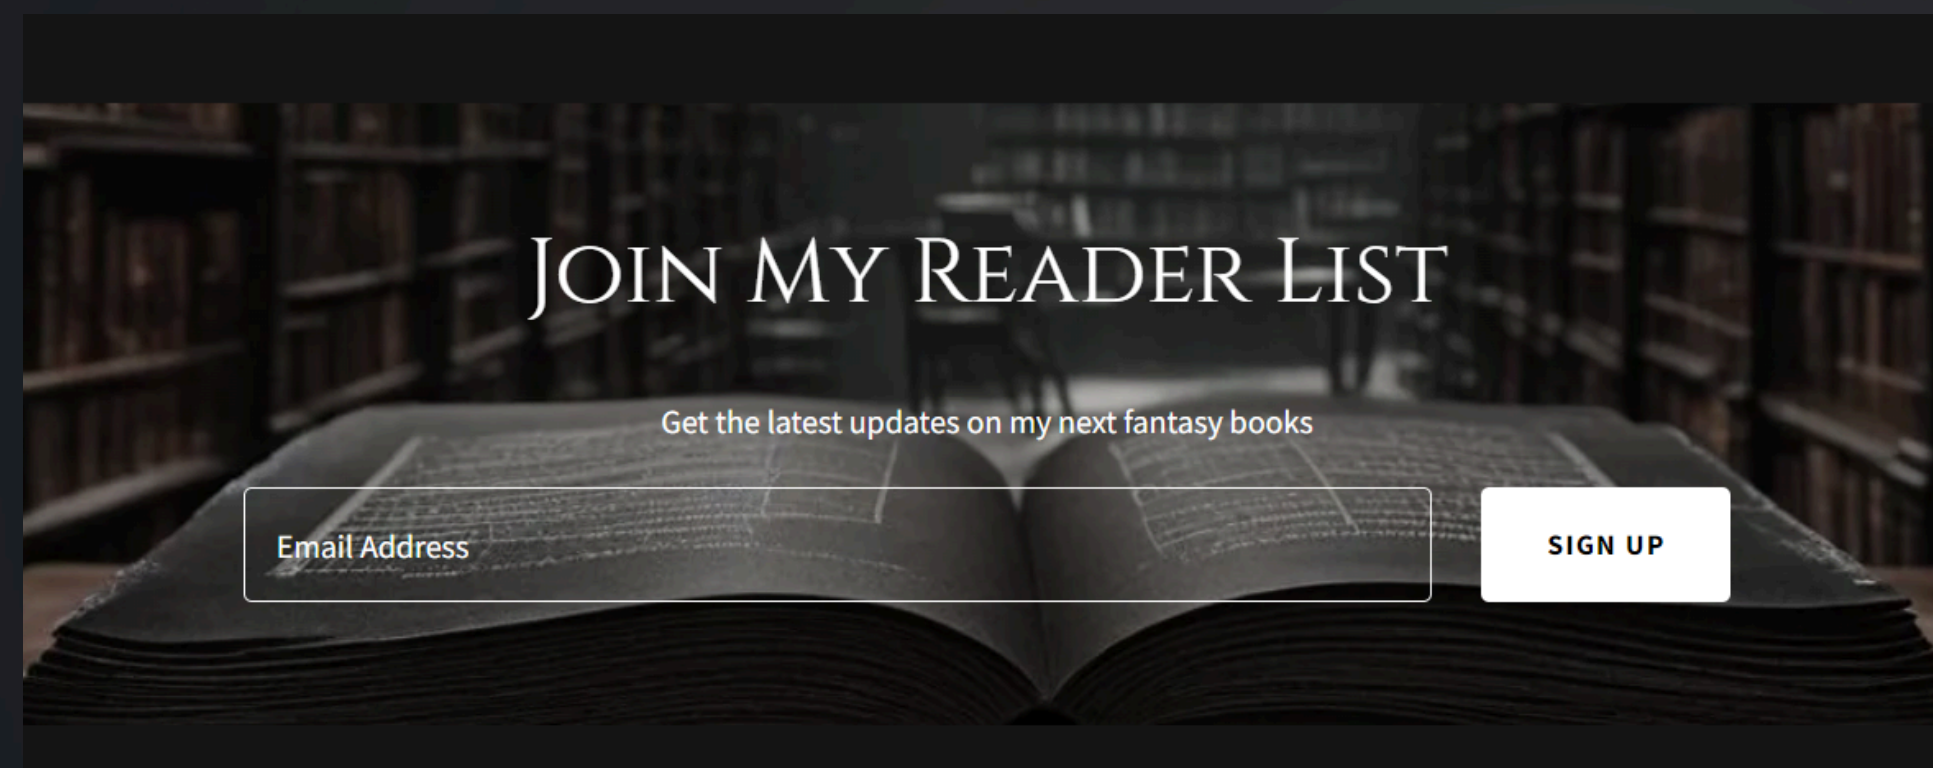 Join My Reader List
Get the latest updates on my next fantasy books
Email Address
SIGN UP